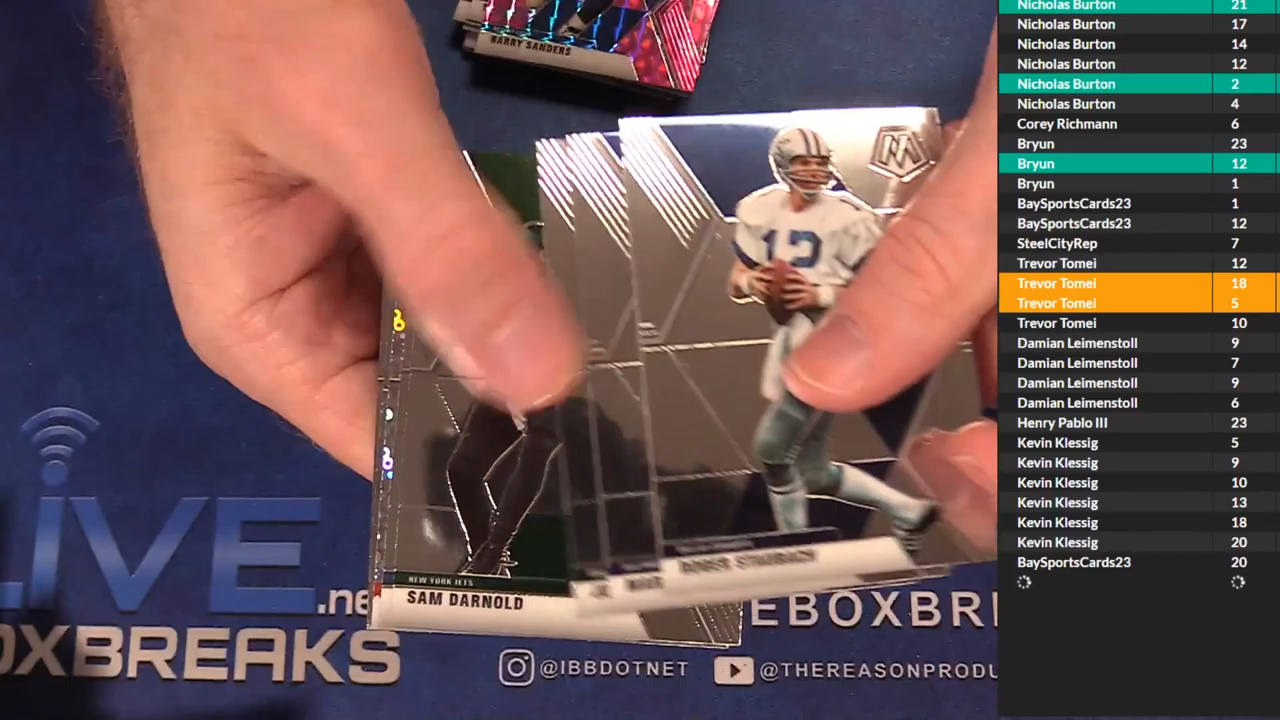 BARRY SANDERS
12
NEW YORK JETS
SAM DARNOLD
ROGER STAUBACH
LIVE.ne
OXBREAKS
EBOXBRE
@IBBDOTNET
@THEREASONPRODU
Nicholas Burton 21
Nicholas Burton 17
Nicholas Burton 14
Nicholas Burton 12
Nicholas Burton 2
Nicholas Burton 4
Corey Richmann 6
Bryun 23
Bryun 12
Bryun 1
BaySportsCards23 1
BaySportsCards23 12
SteelCityRep 7
Trevor Tomei 12
Trevor Tomei 18
Trevor Tomei 5
Trevor Tomei 10
Damian Leimenstoll 9
Damian Leimenstoll 7
Damian Leimenstoll 9
Damian Leimenstoll 6
Henry Pablo III 23
Kevin Klessig 5
Kevin Klessig 9
Kevin Klessig 10
Kevin Klessig 13
Kevin Klessig 18
Kevin Klessig 20
BaySportsCards23 20